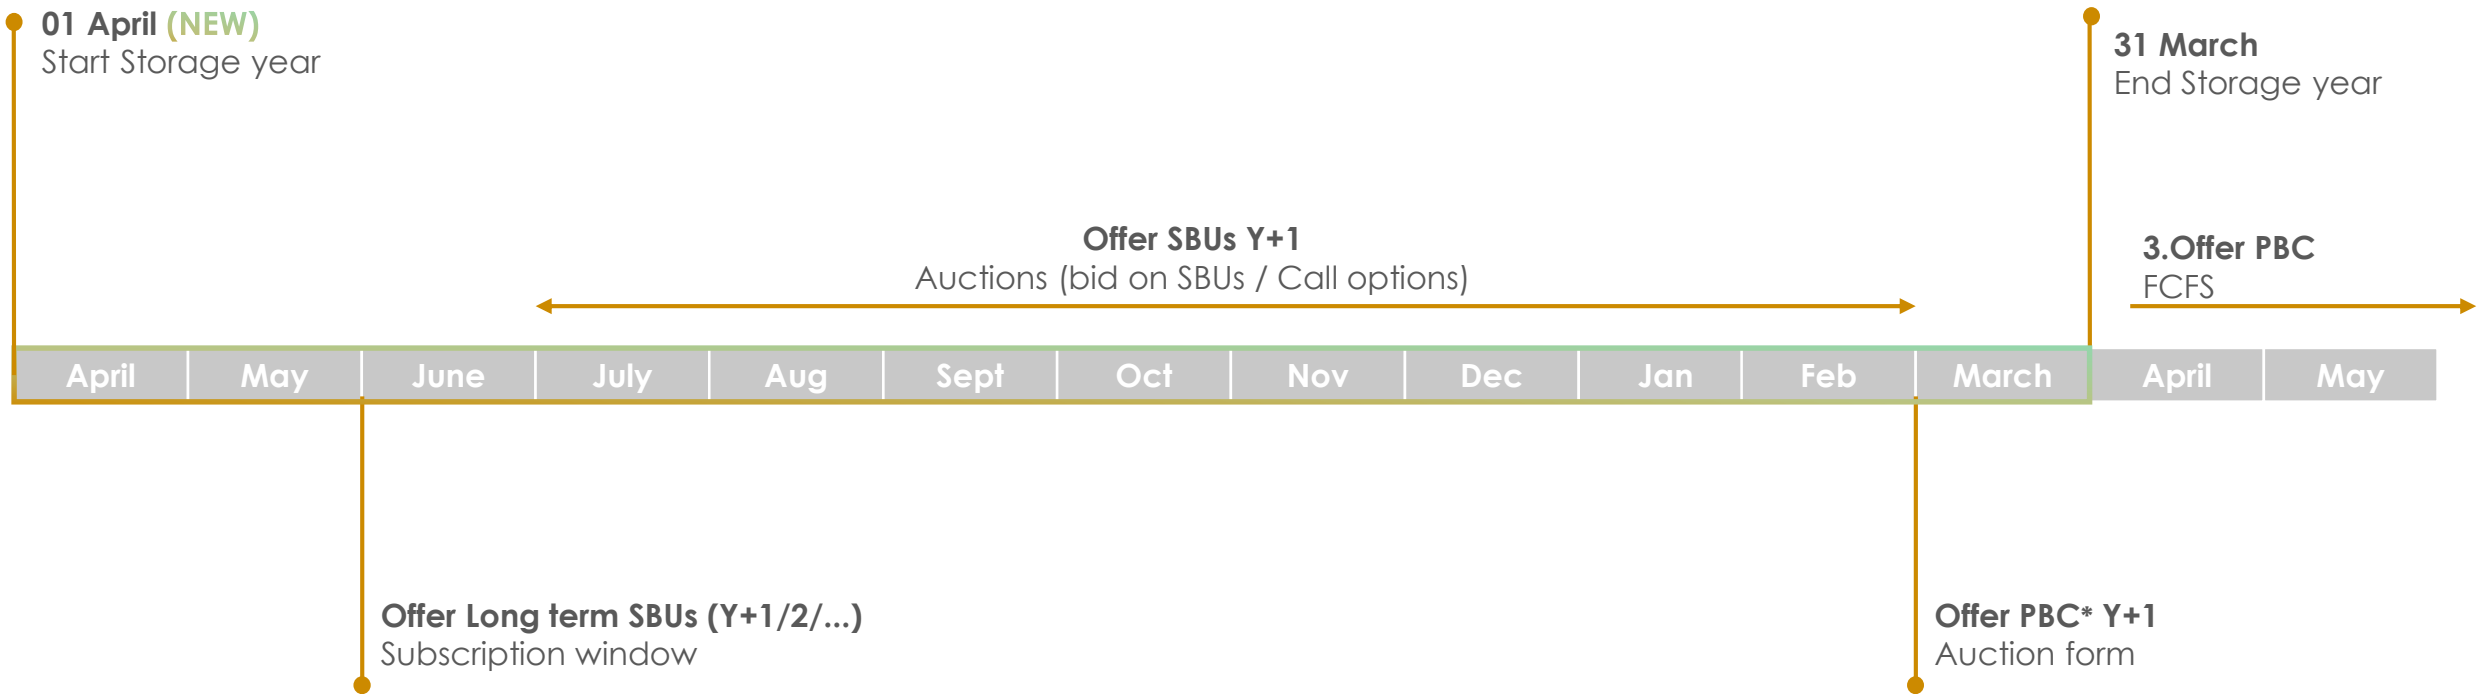 01 April (NEW)
Start Storage year
31 March
End Storage year
Offer SBUs Y+1
Auctions (bid on SBUs / Call options)
3.Offer PBC
FCFS
April May June July Aug Sept Oct Nov Dec Jan Feb March April May
Offer Long term SBUs (Y+1/2/...)
Subscription window
Offer PBC* Y+1
Auction form